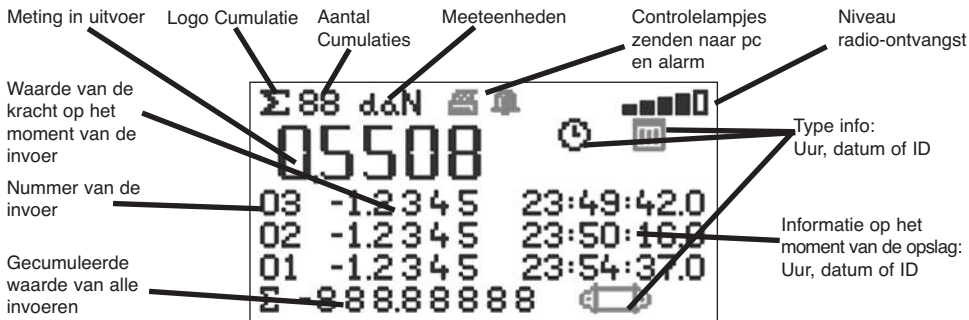 Meting in uitvoer
Logo Cumulatie
Aantal
Cumulaties
Meeteenheden
Controlelampjes
zenden naar pc
en alarm
Niveau
radio-ontvangst
Waarde van de
kracht op het
moment van de
invoer
Nummer van de
invoer
Gecumuleerde
waarde van alle
invoeren
Σ 88 daN
0.5508
03 -1.2345 23:49:42.0
02 -1.2345 23:50:16.0
01 -1.2345 23:54:37.0
Σ -888.88888
Type info:
Uur, datum of ID
Informatie op het
moment van de opslag:
Uur, datum of ID